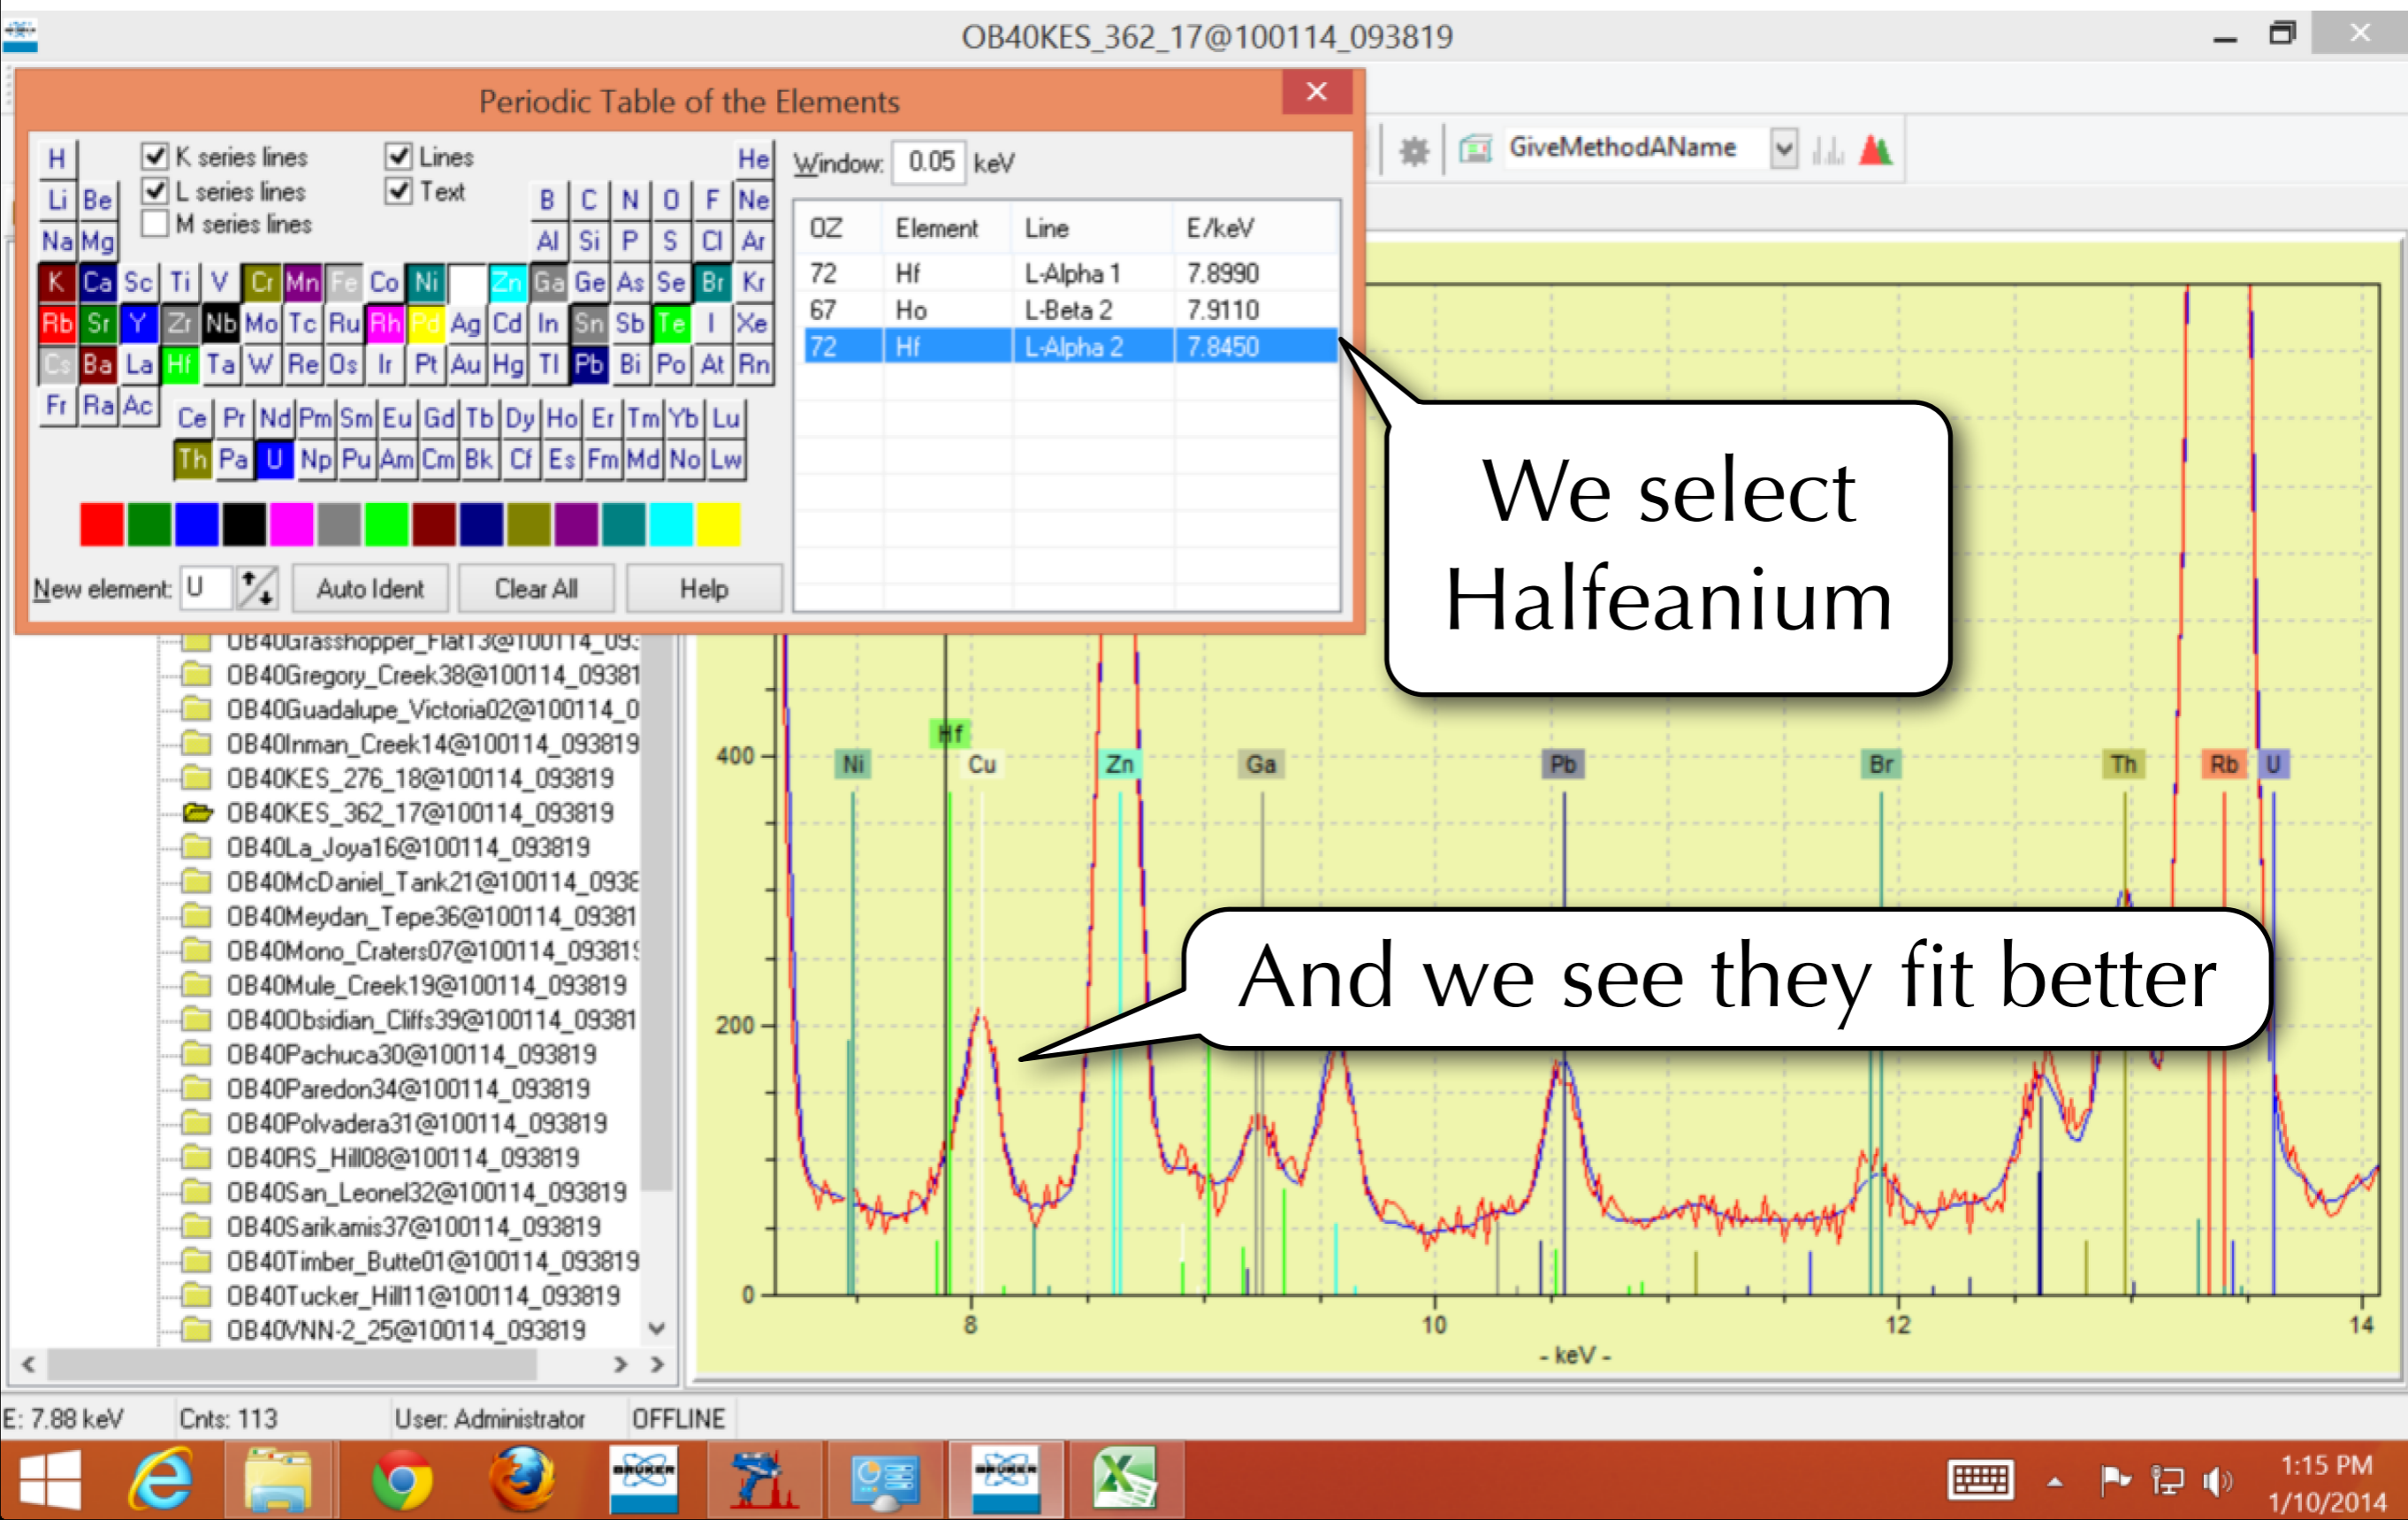 OB40KES_362_17@100114_093819
Periodic Table of the Elements
K series lines
L series lines
M series lines
Lines
Text
H He
Li Be B C N O F Ne
Na Mg Al Si P S Cl Ar
K Ca Sc Ti V Cr Mn Fe Co Ni Zn Ga Ge As Se Br Kr
Rb Sr Y Zr Nb Mo Tc Ru Rh Pd Ag Cd In Sn Sb Te I Xe
Cs Ba La Hf Ta W Re Os Ir Pt Au Hg Tl Pb Bi Po At Rn
Fr Ra Ac
Ce Pr Nd Pm Sm Eu Gd Tb Dy Ho Er Tm Yb Lu
Th Pa U Np Pu Am Cm Bk Cf Es Fm Md No Lw
New element: U Auto Ident Clear All Help
Window: 0.05 keV
OZ Element Line E/keV
72 Hf L-Alpha 1 7.8990
67 Ho L-Beta 2 7.9110
72 Hf L-Alpha 2 7.8450
GiveMethodAName
We select
Halfeanium
OB40Grasshopper_Flat13@100114_093
OB40Gregory_Creek38@100114_09381
OB40Guadalupe_Victoria02@100114_0
OB40Inman_Creek14@100114_093819
OB40KES_276_18@100114_093819
OB40KES_362_17@100114_093819
OB40La_Joya16@100114_093819
OB40McDaniel_Tank21@100114_0938
OB40Meydan_Tepe36@100114_09381
OB40Mono_Craters07@100114_093819
OB40Mule_Creek19@100114_093819
OB40Obsidian_Cliffs39@100114_09381
OB40Pachuca30@100114_093819
OB40Paredon34@100114_093819
OB40Polvadera31@100114_093819
OB40RS_Hill08@100114_093819
OB40San_Leonel32@100114_093819
OB40Sarikamis37@100114_093819
OB40Timber_Butte01@100114_093819
OB40Tucker_Hill11@100114_093819
OB40VNN-2_25@100114_093819
400
200
0
Ni Hf Cu Zn Ga Pb Br Th Rb U
And we see they fit better
8 10 12 14
- keV -
E: 7.88 keV Cnts: 113 User: Administrator OFFLINE
BRUKER
BRUKER
1:15 PM
1/10/2014